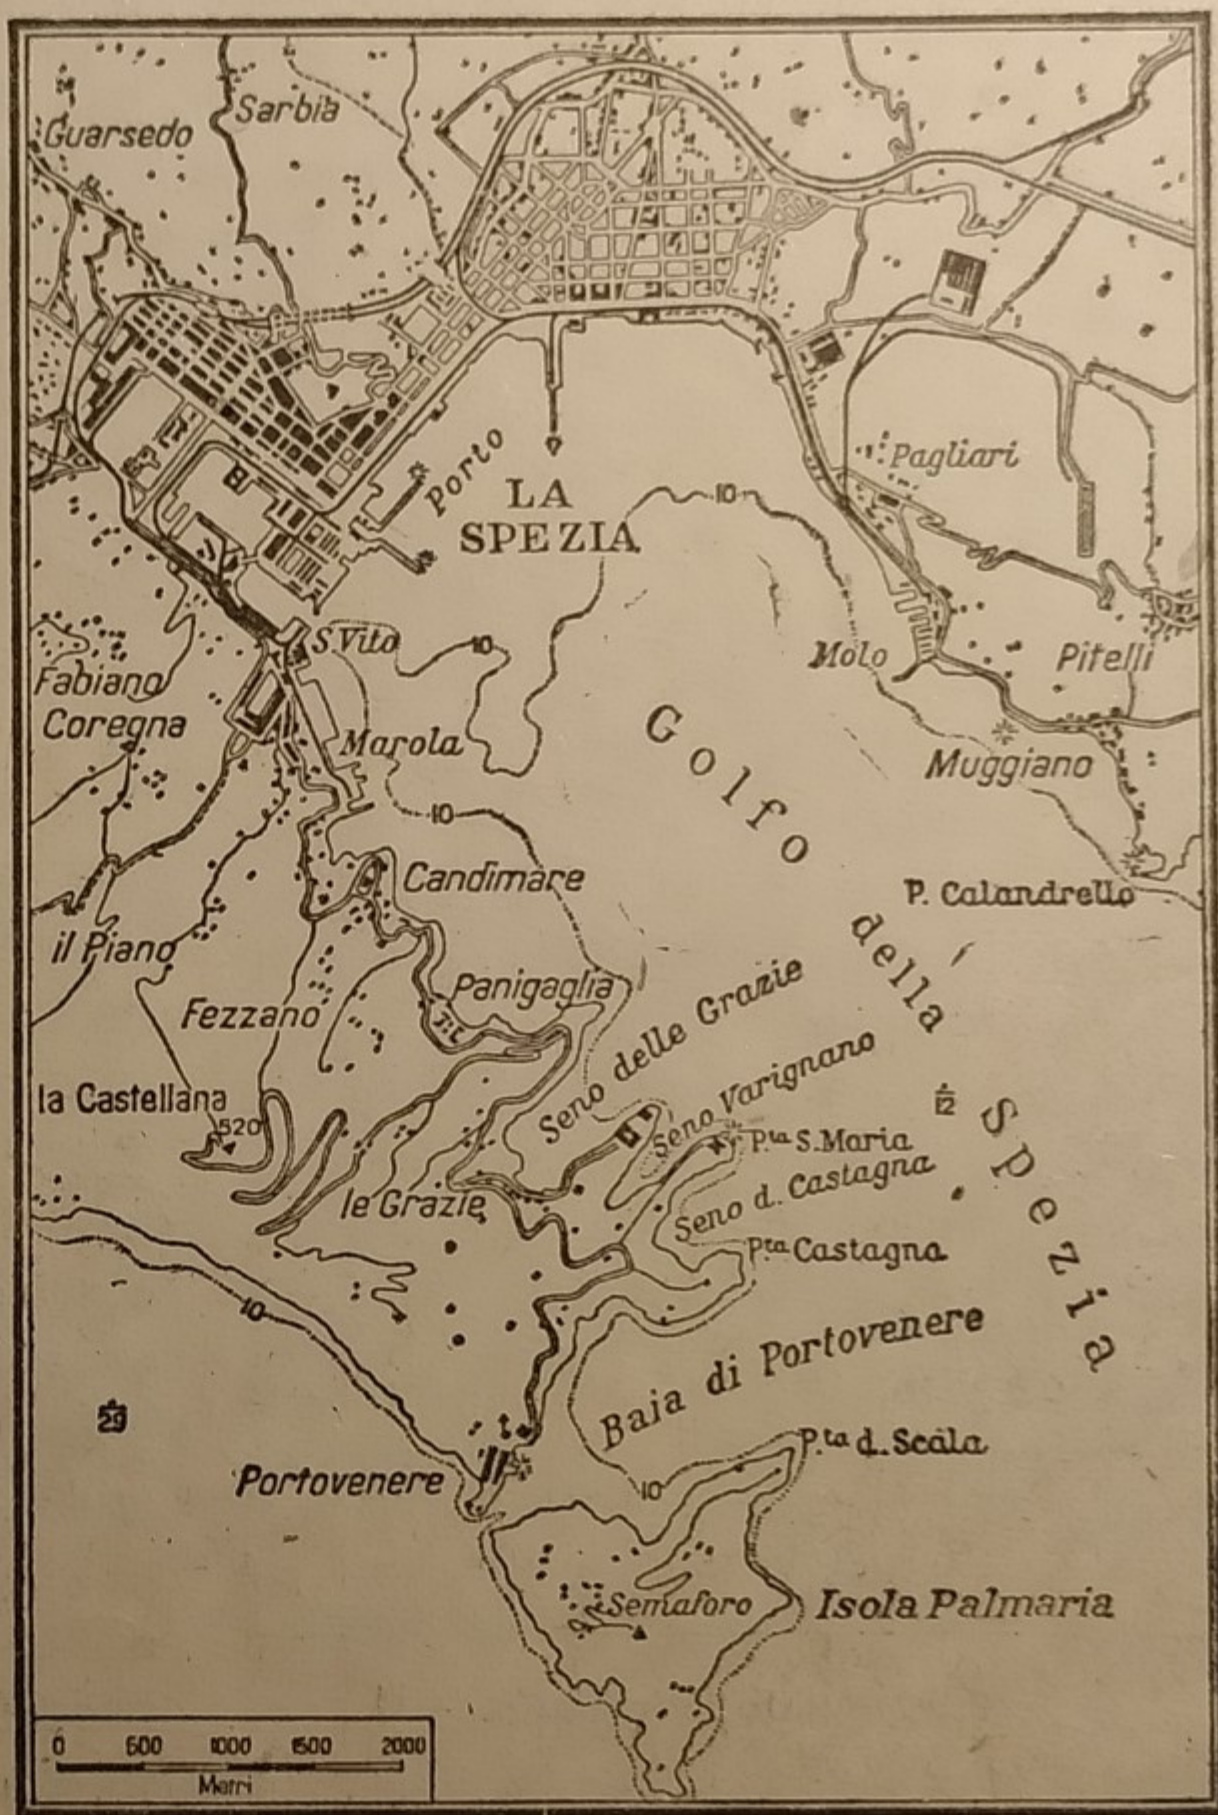 Sarbia
Guarsedo
Porto
LA
SPEZIA
Pagliari
10
S.Vito
10
Molo
Pitelli
Fabiano
Coregna
Marola
Muggiano
10
Candimare
P. Calandrello
il Piano
Panigaglia
Fezzano
Golfo della Spezia
Seno delle Grazie
Seno Varignano
la Castellana
520
12
P.ta S. Maria
Seno d. Castagna
le Grazie
P.ta Castagna
10
Baia di Portovenere
29
P.ta d. Scala
Portovenere
10
Semaforo
Isola Palmaria
0 500 1000 1500 2000
Metri